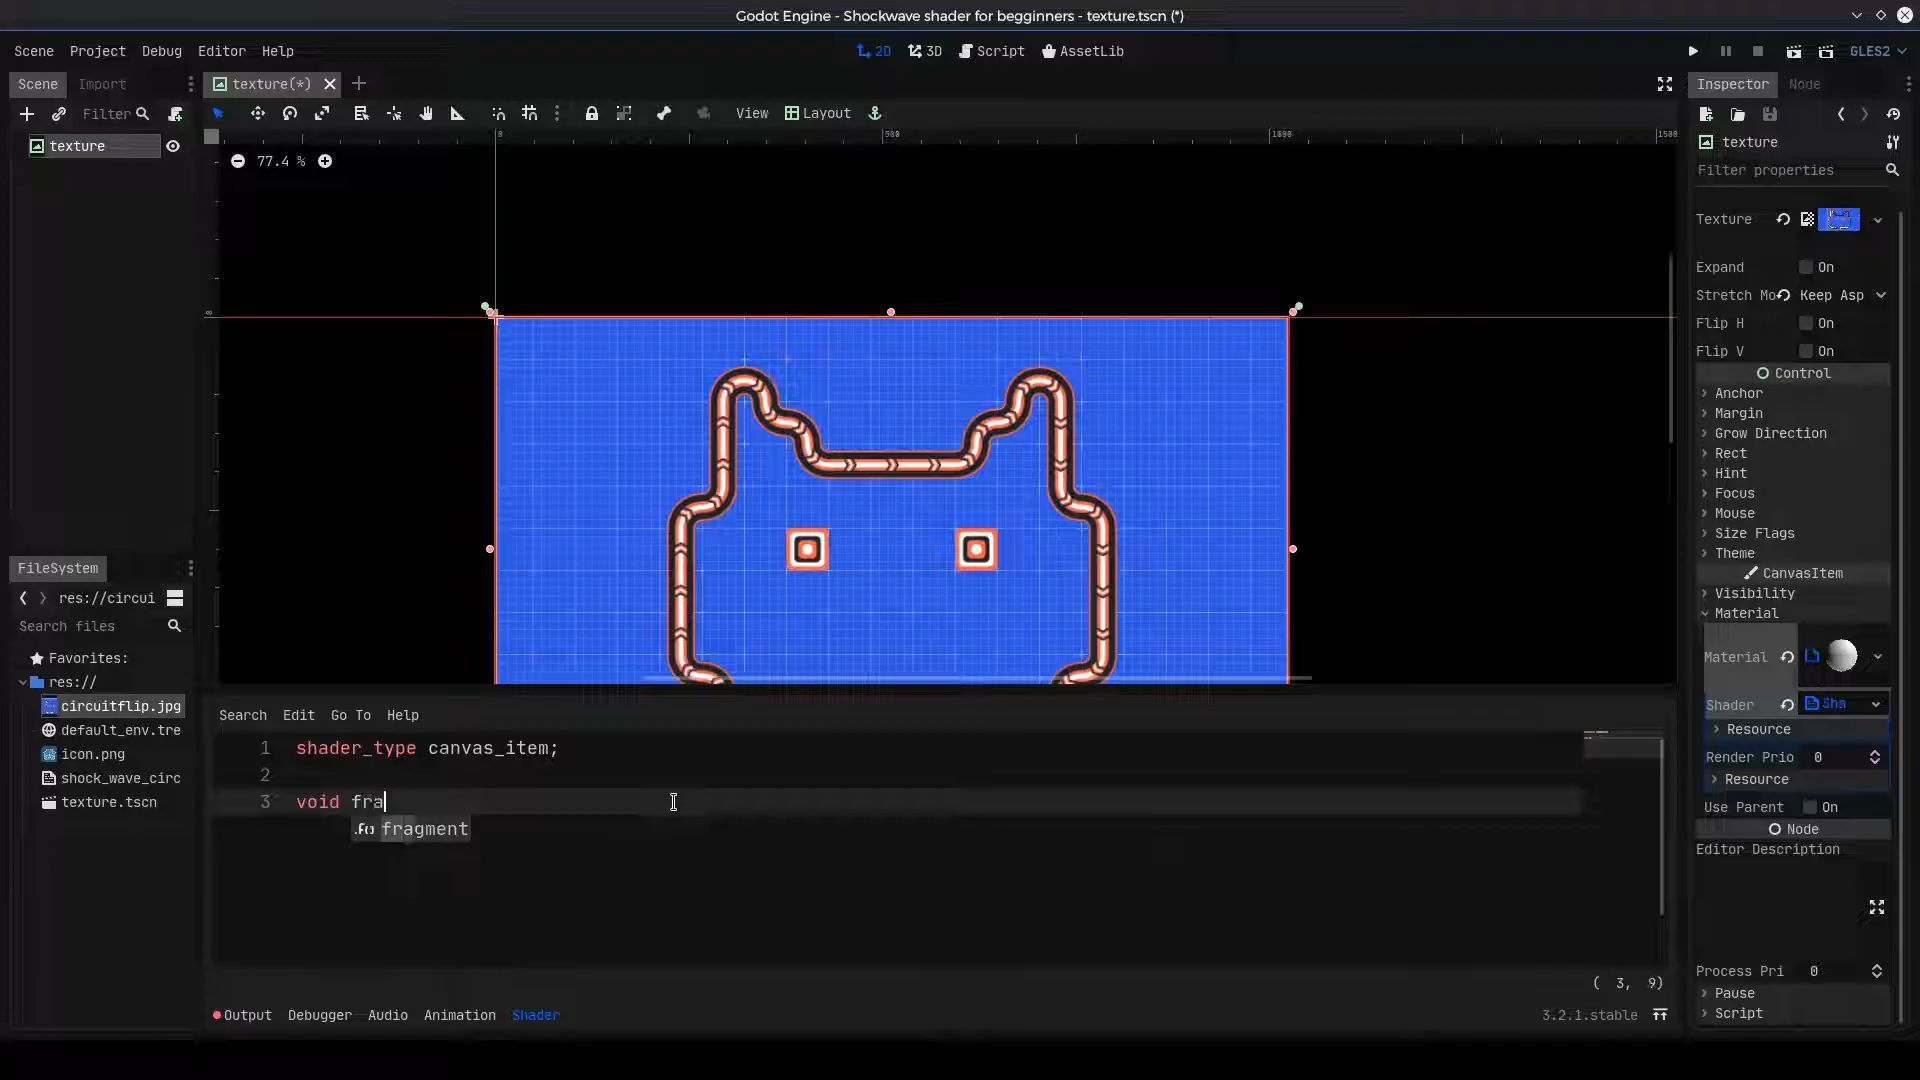 Godot Engine - Shockwave shader for begginners - texture.tscn (*)
Scene Project Debug Editor Help
2D 3D Script AssetLib
GLES2
Scene Import
texture(*)
Inspector Node
Filter
View Layout
texture
77.4 %
0 500 1000 1500
texture
Filter properties
Texture
Expand On
Stretch Mo Keep Asp
Flip H On
Flip V On
Control
Anchor
Margin
Grow Direction
Rect
Hint
Focus
Mouse
Size Flags
Theme
CanvasItem
Visibility
Material
Material
Shader Sha
Resource
Render Prio 0
Resource
Use Parent On
Node
Editor Description
Process Pri 0
Pause
Script
FileSystem
res://circui
Search files
Favorites:
res://
circuitflip.jpg
default_env.tre
icon.png
shock_wave_circ
texture.tscn
Search Edit Go To Help
1 shader_type canvas_item;
2
3 void fra
fragment
( 3, 9)
Output Debugger Audio Animation Shader
3.2.1.stable